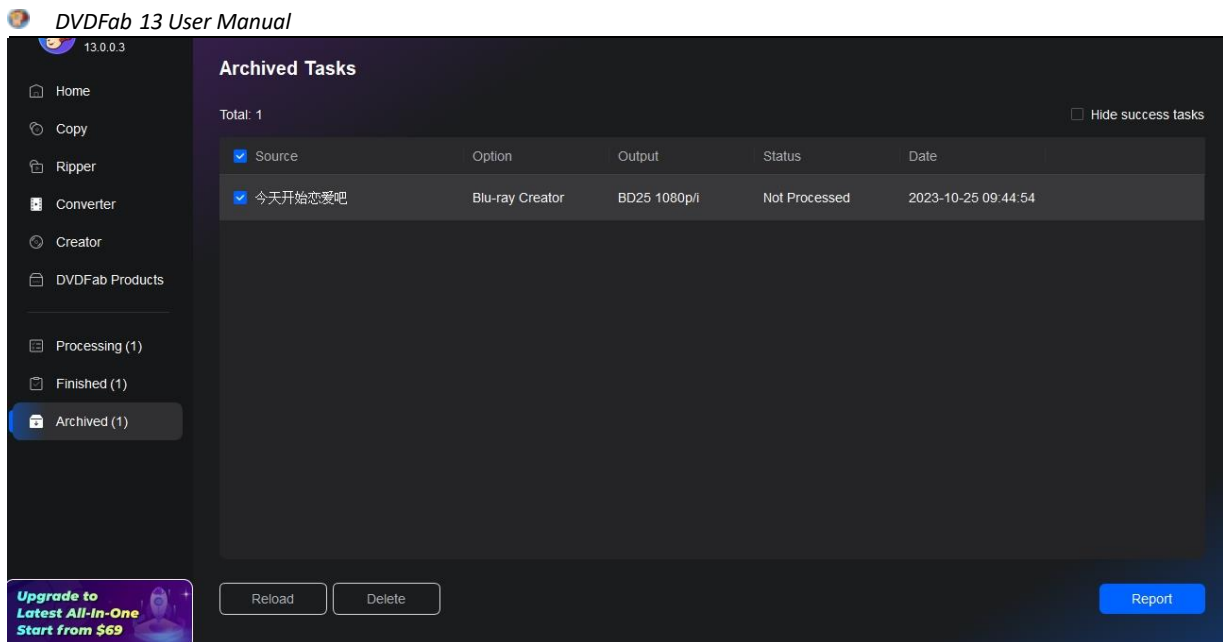 DVDFab 13 User Manual
13.0.0.3
Home
Copy
Ripper
Converter
Creator
DVDFab Products
Processing (1)
Finished (1)
Archived (1)
Upgrade to
Latest All-In-One
Start from $69
Archived Tasks
Total: 1
Hide success tasks
Source Option Output Status Date
今天开始恋爱吧 Blu-ray Creator BD25 1080p/i Not Processed 2023-10-25 09:44:54
Reload Delete Report